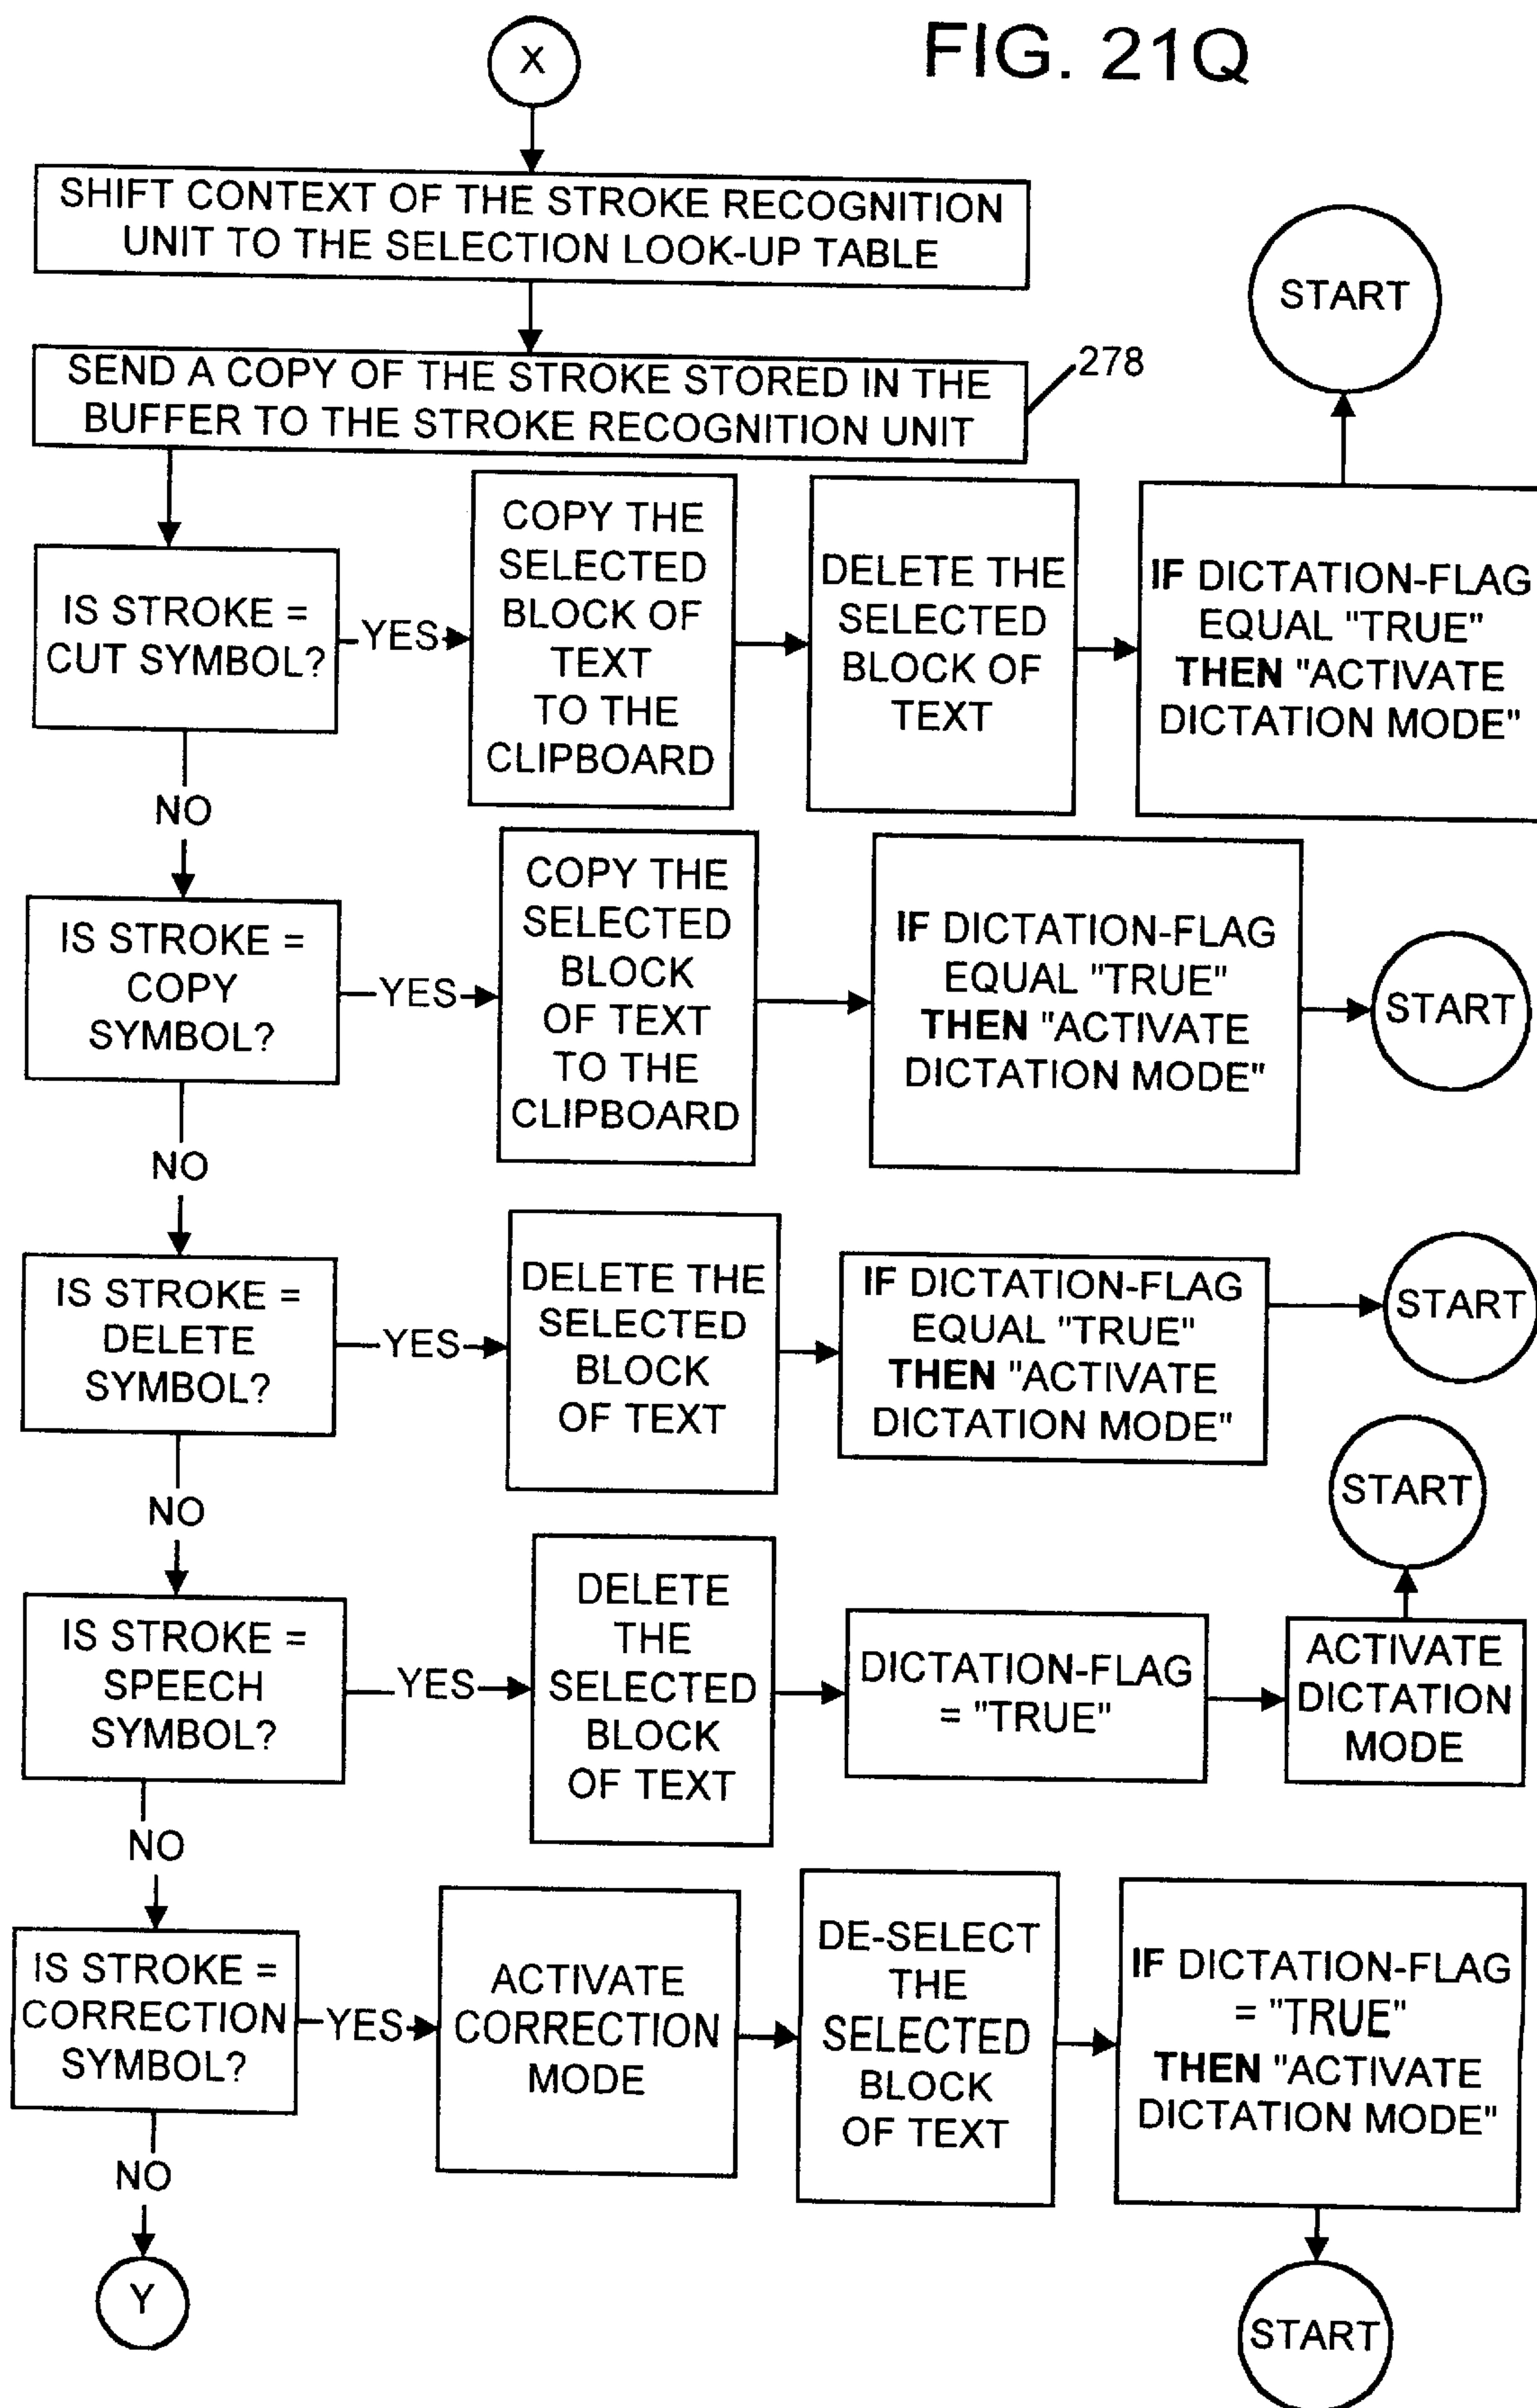 FIG. 21Q
X
SHIFT CONTEXT OF THE STROKE RECOGNITION
UNIT TO THE SELECTION LOOK-UP TABLE
SEND A COPY OF THE STROKE STORED IN THE
BUFFER TO THE STROKE RECOGNITION UNIT
278
IS STROKE =
CUT SYMBOL?
YES
COPY THE
SELECTED
BLOCK OF
TEXT
TO THE
CLIPBOARD
DELETE THE
SELECTED
BLOCK OF
TEXT
IF DICTATION-FLAG
EQUAL "TRUE"
THEN "ACTIVATE
DICTATION MODE"
START
NO
IS STROKE =
COPY
SYMBOL?
YES
COPY THE
SELECTED
BLOCK
OF TEXT
TO THE
CLIPBOARD
IF DICTATION-FLAG
EQUAL "TRUE"
THEN "ACTIVATE
DICTATION MODE"
START
NO
IS STROKE =
DELETE
SYMBOL?
YES
DELETE THE
SELECTED
BLOCK
OF TEXT
IF DICTATION-FLAG
EQUAL "TRUE"
THEN "ACTIVATE
DICTATION MODE"
START
NO
IS STROKE =
SPEECH
SYMBOL?
YES
DELETE
THE
SELECTED
BLOCK
OF TEXT
DICTATION-FLAG
= "TRUE"
ACTIVATE
DICTATION
MODE
START
NO
IS STROKE =
CORRECTION
SYMBOL?
YES
ACTIVATE
CORRECTION
MODE
DE-SELECT
THE
SELECTED
BLOCK
OF TEXT
IF DICTATION-FLAG
= "TRUE"
THEN "ACTIVATE
DICTATION MODE"
START
NO
Y